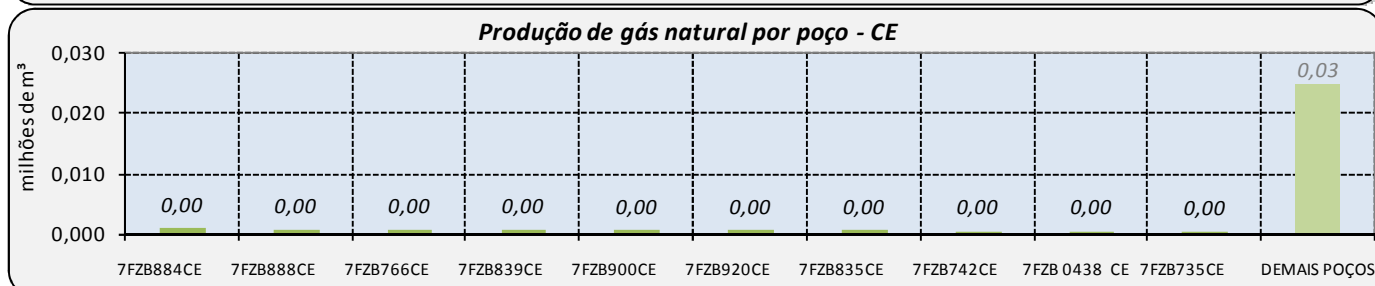 Produção de gás natural por poço - CE
milhões de m³
0,030
0,020
0,010
0,000
0,00 0,00 0,00 0,00 0,00 0,00 0,00 0,00 0,00 0,00 0,03
7FZB884CE 7FZB888CE 7FZB766CE 7FZB839CE 7FZB900CE 7FZB920CE 7FZB835CE 7FZB742CE 7FZB 0438 CE 7FZB735CE DEMAIS POÇOS